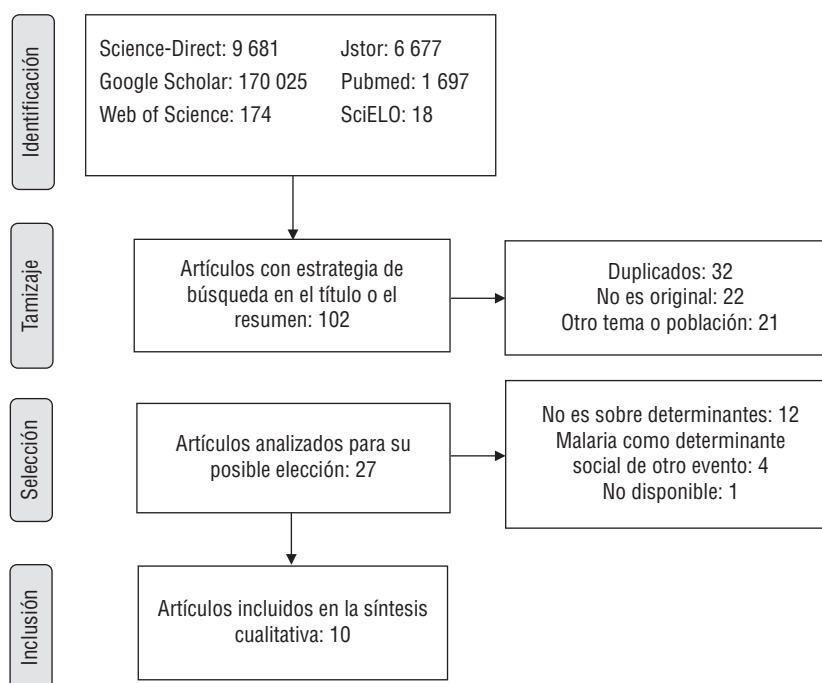 Identificación
Science-Direct: 9 681
Jstor: 6 677
Google Scholar: 170 025
Pubmed: 1 697
Web of Science: 174
SciELO: 18
Tamizaje
Artículos con estrategia de
búsqueda en el título o el
resumen: 102
Duplicados: 32
No es original: 22
Otro tema o población: 21
Selección
Artículos analizados para su
posible elección: 27
No es sobre determinantes: 12
Malaria como determinante
social de otro evento: 4
No disponible: 1
Inclusión
Artículos incluidos en la síntesis
cualitativa: 10